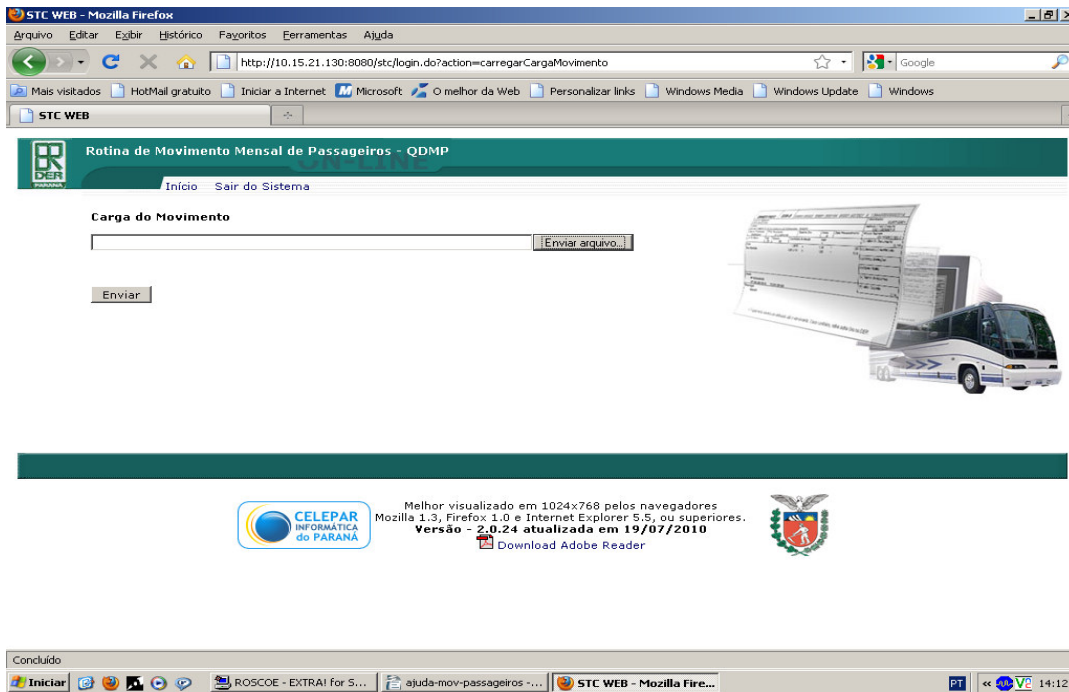 STC WEB - Mozilla Firefox
Arquivo Editar Exibir Histórico Favoritos Ferramentas Ajuda
http://10.15.21.130:8080/stc/login.do?action=carregarCargaMovimento
Google
Mais visitados HotMail gratuito Iniciar a Internet Microsoft O melhor da Web Personalizar links Windows Media Windows Update Windows
STC WEB
DER
PARANÁ
Rotina de Movimento Mensal de Passageiros - QDMP
ON-LINE
Início Sair do Sistema
Carga do Movimento
Enviar arquivo...
Enviar
CELEPAR
INFORMÁTICA
do PARANÁ
Melhor visualizado em 1024x768 pelos navegadores
Mozilla 1.3, Firefox 1.0 e Internet Explorer 5.5, ou superiores.
Versão - 2.0.24 atualizada em 19/07/2010
Download Adobe Reader
Concluído
Iniciar ROSCOE - EXTRA! for S... ajuda-mov-passageiros -... STC WEB - Mozilla Fire... PT « V2 14:12